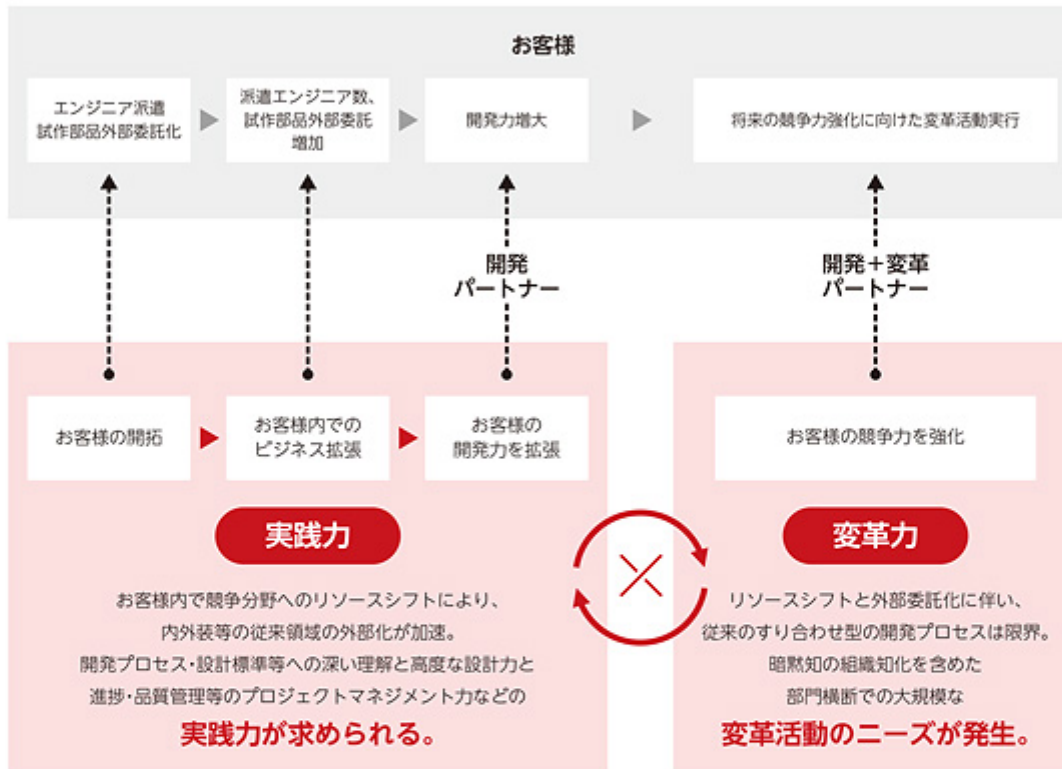 お客様
エンジニア派遣
試作部品外部委託化
派遣エンジニア数、
試作部品外部委託
増加
開発力増大
将来の競争力強化に向けた変革活動実行
開発
パートナー
開発＋変革
パートナー
お客様の開拓
お客様内での
ビジネス拡張
お客様の
開発力を拡張
お客様の競争力を強化
実践力
お客様内で競争分野へのリソースシフトにより、
内外装等の従来領域の外部化が加速。
開発プロセス・設計標準等への深い理解と高度な設計力と
進捗・品質管理等のプロジェクトマネジメント力などの
実践力が求められる。
変革力
リソースシフトと外部委託化に伴い、
従来のすり合わせ型の開発プロセスは限界。
暗黙知の組織知化を含めた
部門横断での大規模な
変革活動のニーズが発生。